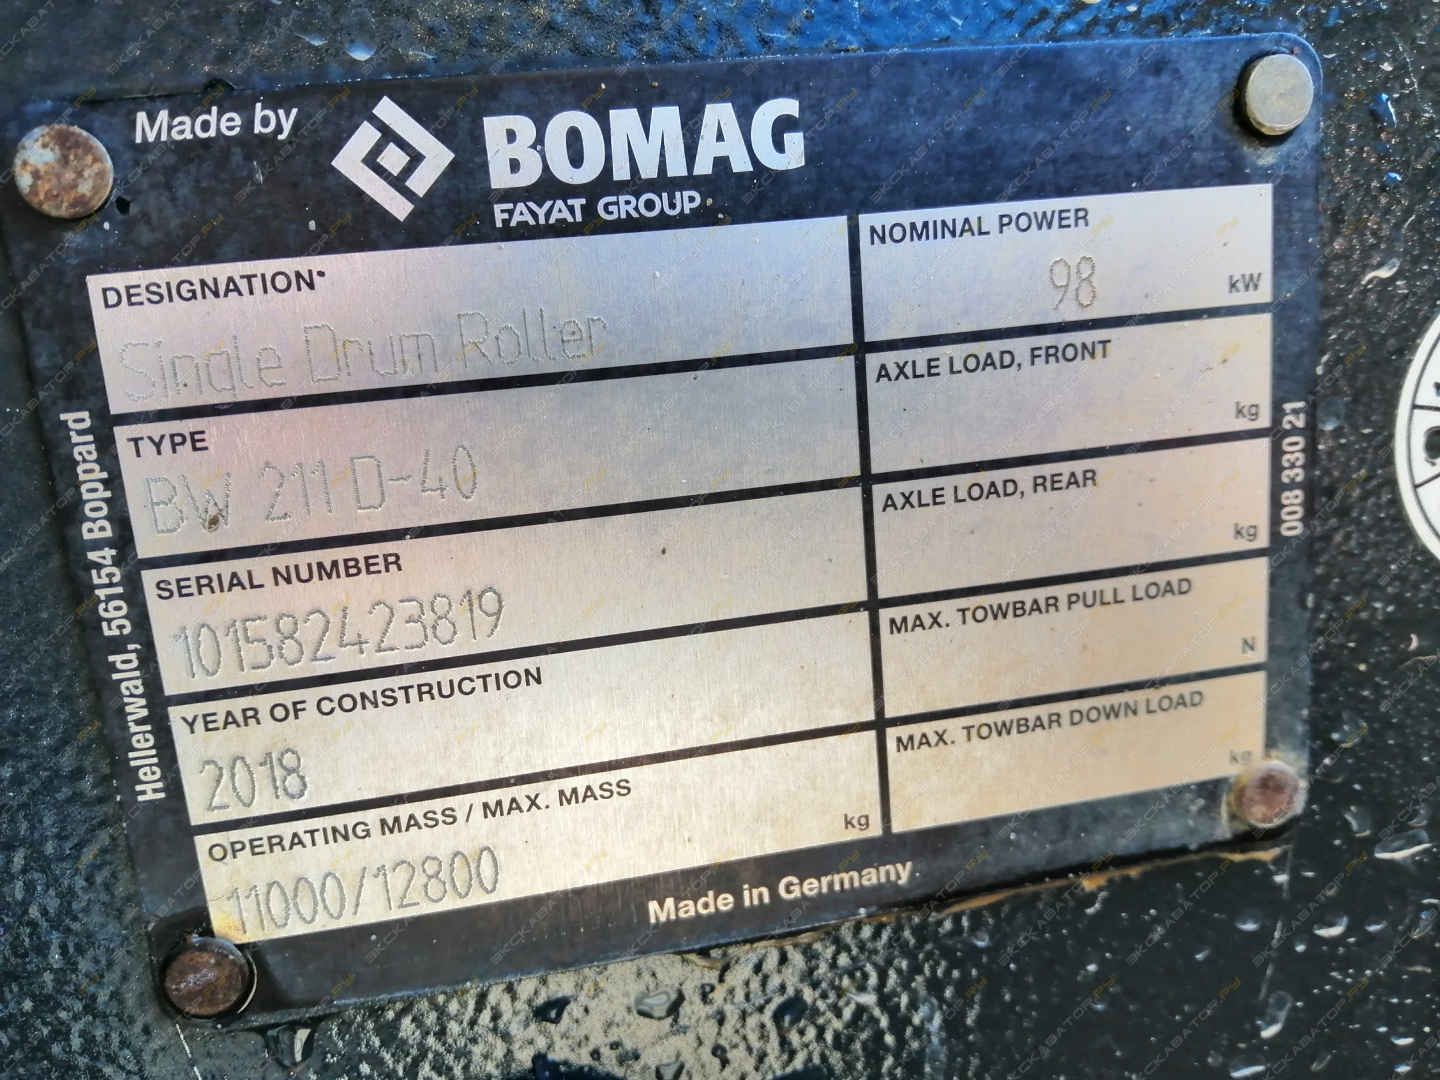 Made by BOMAG
FAYAT GROUP
DESIGNATION
Single Drum Roller
TYPE
BW 211 D-40
SERIAL NUMBER
101582423819
YEAR OF CONSTRUCTION
2018
OPERATING MASS / MAX. MASS
kg
11000/12800
NOMINAL POWER
98 kW
AXLE LOAD, FRONT
kg
AXLE LOAD, REAR
kg
MAX. TOWBAR PULL LOAD
N
MAX. TOWBAR DOWN LOAD
kg
Made in Germany
Hellerwald, 56154 Boppard
008 330 21
ЭКСКАВАТОР.РУ